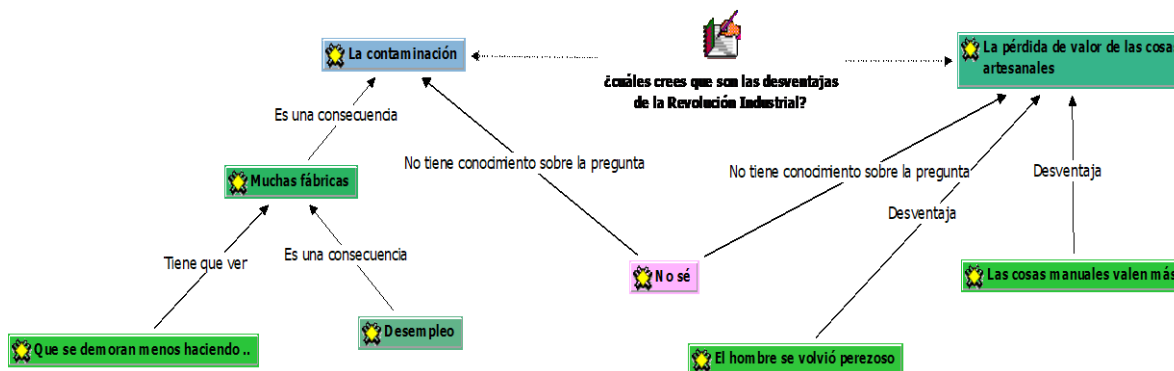 La contaminación
¿cuáles crees que son las desventajas
de la Revolución Industrial?
La pérdida de valor de las cosa
artesanales
Es una consecuencia
No tiene conocimiento sobre la pregunta
No tiene conocimiento sobre la pregunta
Desventaja
Muchas fábricas
Desventaja
Tiene que ver
Es una consecuencia
No sé
Las cosas manuales valen más
Desempleo
Que se demoran menos haciendo ..
El hombre se volvió perezoso